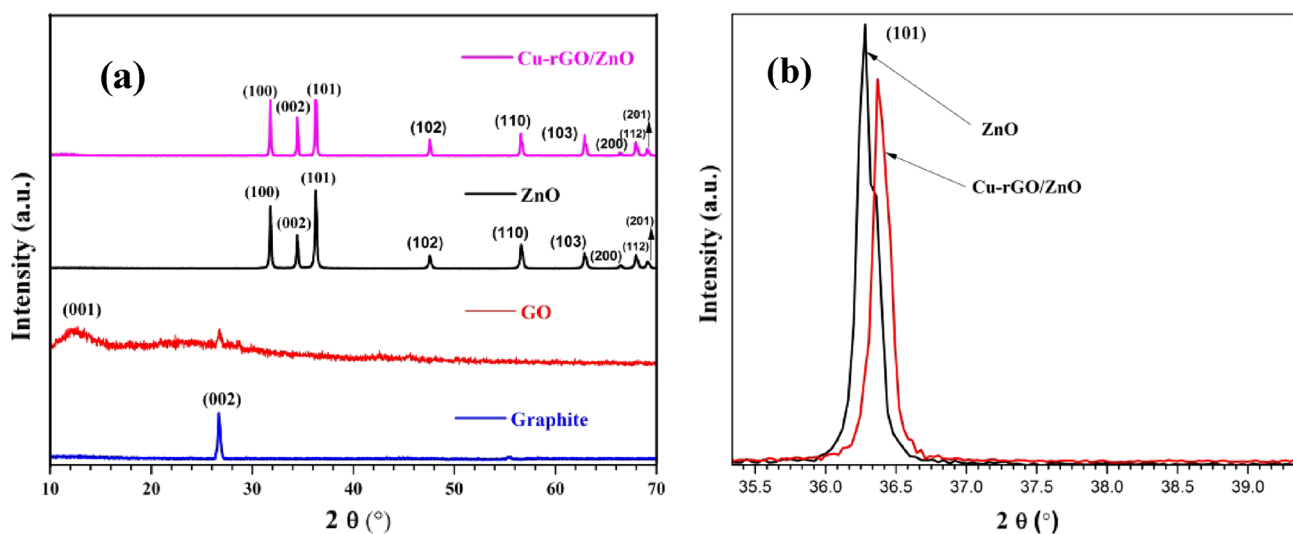 (a)
Cu-rGO/ZnO
(100)
(002)
(101)
(102)
(110)
(103)
(200)
(112)
(201)
ZnO
(100)
(002)
(101)
(102)
(110)
(103)
(200)
(112)
(201)
(001)
GO
(002)
Graphite
Intensity (a.u.)
10 20 30 40 50 60 70
2 θ (°)
(b)
(101)
ZnO
Cu-rGO/ZnO
Intensity (a.u.)
35.5 36.0 36.5 37.0 37.5 38.0 38.5 39.0
2 θ (°)